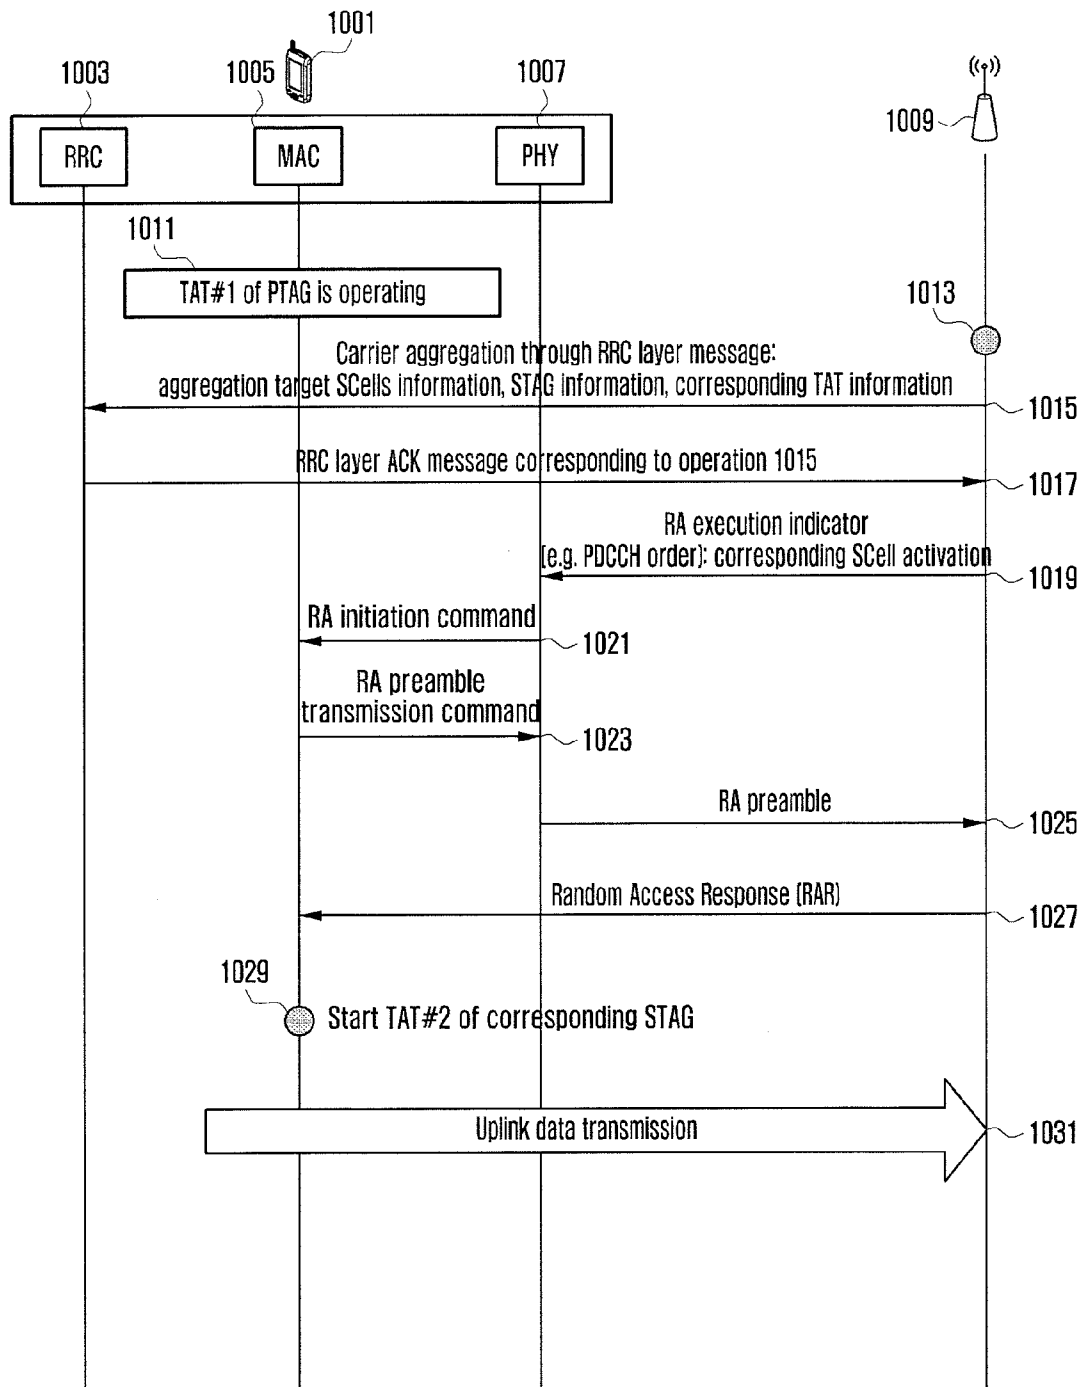 1001
1003
1005
1007
1009
RRC
MAC
PHY
1011
TAT#1 of PTAG is operating
1013
Carrier aggregation through RRC layer message:
aggregation target SCells information, STAG information, corresponding TAT information
1015
RRC layer ACK message corresponding to operation 1015
1017
RA execution indicator
(e.g. PDCCH order): corresponding SCell activation
1019
RA initiation command
1021
RA preamble
transmission command
1023
RA preamble
1025
Random Access Response (RAR)
1027
1029
Start TAT#2 of corresponding STAG
Uplink data transmission
1031